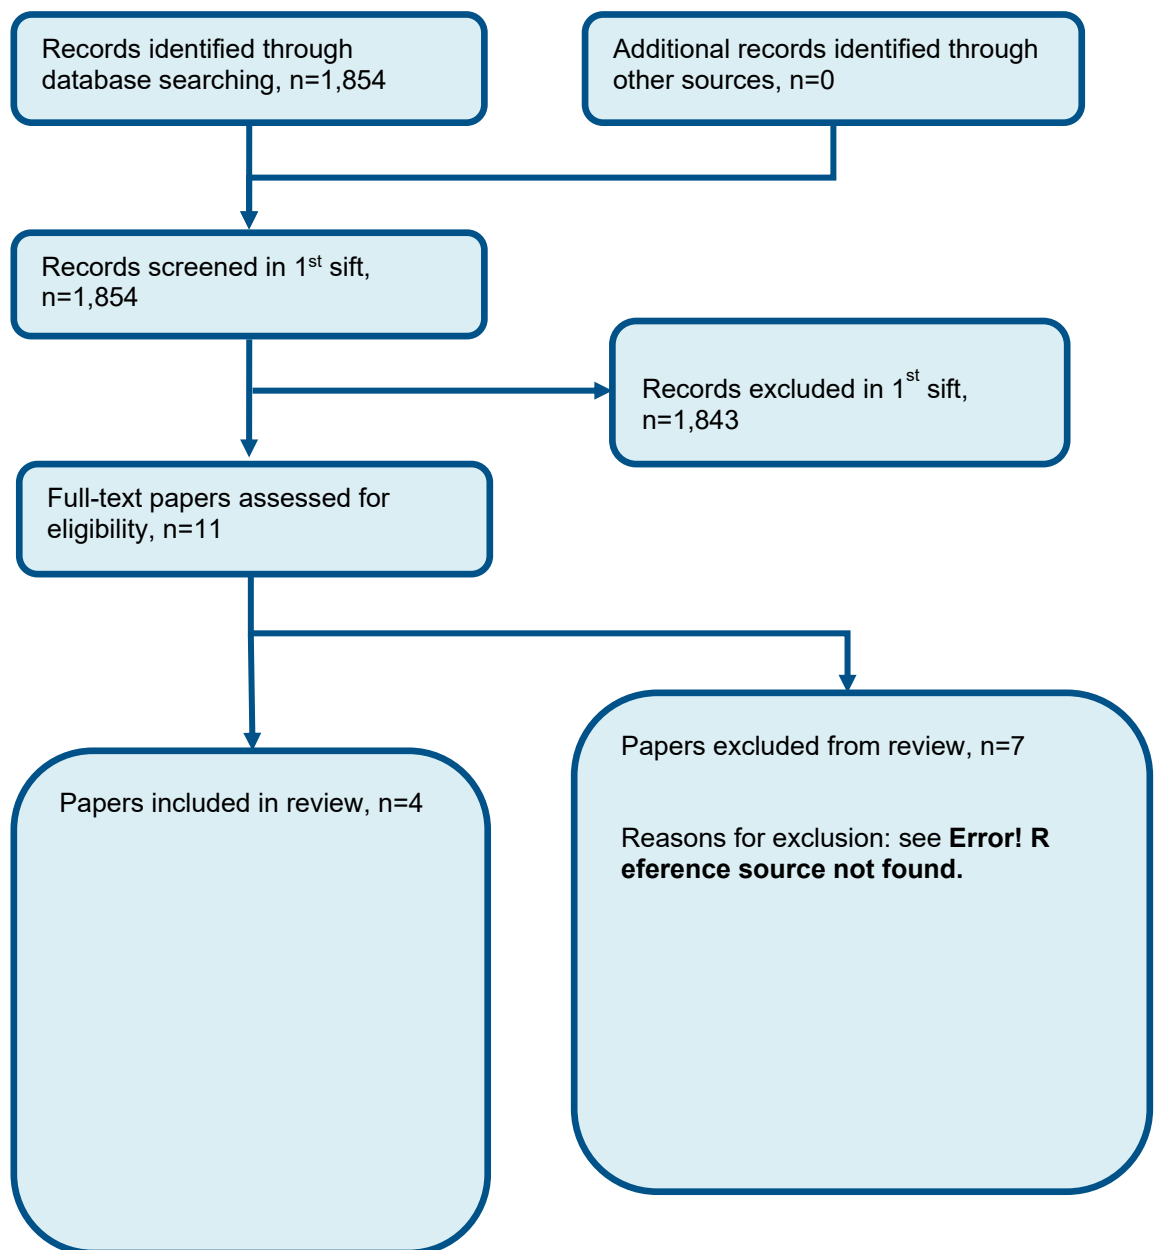 Records identified through
database searching, n=1,854
Additional records identified through
other sources, n=0
Records screened in 1st sift,
n=1,854
Records excluded in 1st sift,
n=1,843
Full-text papers assessed for
eligibility, n=11
Papers included in review, n=4
Papers excluded from review, n=7
Reasons for exclusion: see Error! R
eference source not found.